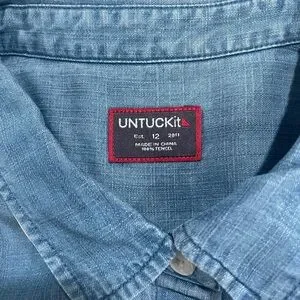 UNTUCKit
Est. 12 2011
MADE IN CHINA
100% TENCEL